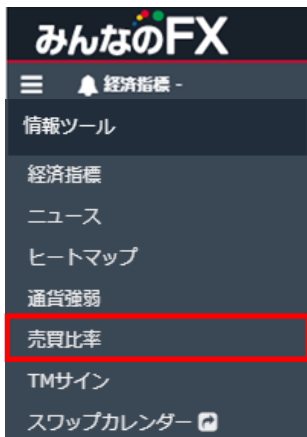 みんなのFX
経済指標 -
情報ツール
経済指標
ニュース
ヒートマップ
通貨強弱
売買比率
TMサイン
スワップカレンダー